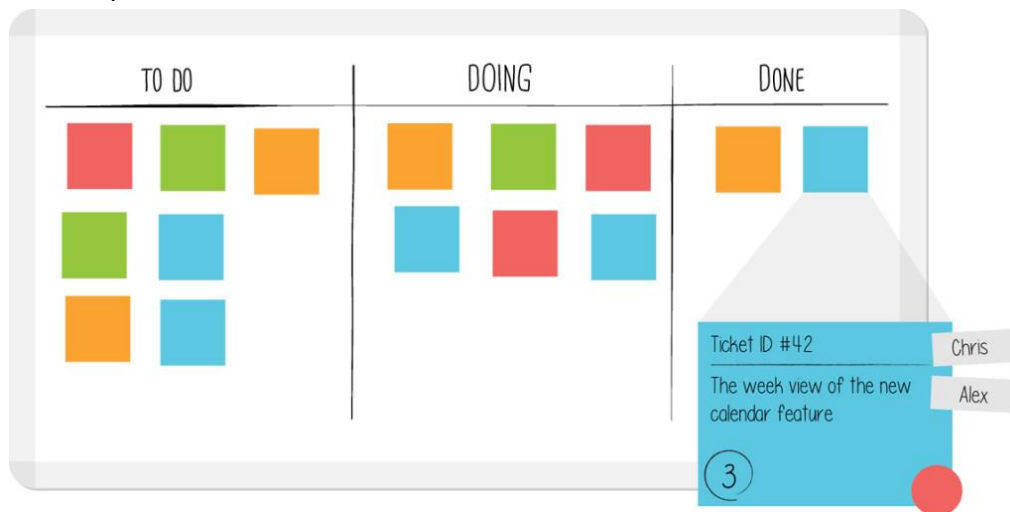 TO DO
DOING
DONE
Ticket ID #42
Chris
The week view of the new
calendar feature
Alex
3